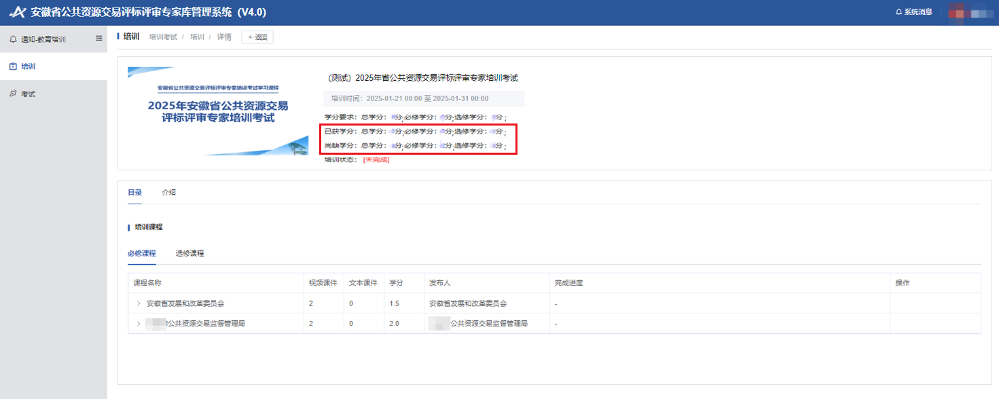 安徽省公共资源交易评标评审专家库管理系统 (V4.0)
系统消息
通知-教育培训
培训
考试
培训 培训考试 / 培训 / 详情 ←返回
安徽省公共资源交易评标评审专家培训考试学习课程
2025年安徽省公共资源交易
评标评审专家培训考试
（测试）2025年省公共资源交易评标评审专家培训考试
培训时间：2025-01-21 00:00 至 2025-01-31 00:00
学分要求：总学分： 分;必修学分： 分;选修学分： 分；
已获学分：总学分： 分;必修学分： 分;选修学分： 分；
尚缺学分：总学分： 分;必修学分： 分;选修学分： 分；
培训状态：[未完成]
目录 介绍
培训课程
必修课程 选修课程
课程名称 视频课件 文本课件 学分 发布人 完成进度 操作
安徽省发展和改革委员会 2 0 1.5 安徽省发展和改革委员会 -
公共资源交易监督管理局 2 0 2.0 公共资源交易监督管理局 -